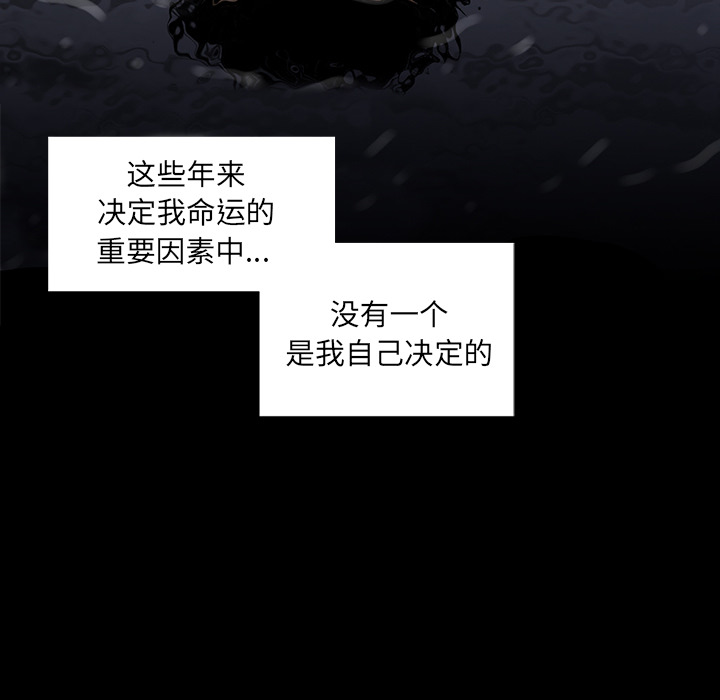 这些年来
决定我命运的
重要因素中...
没有一个
是我自己决定的